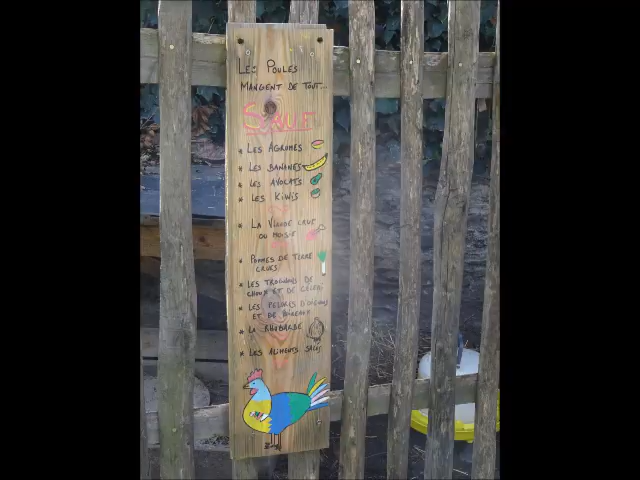 Les Poules
mangent de tout...
SAUF
* Les Agrumes
* Les bananes
* Les avocats
* Les Kiwis
* La Viande crue
ou moisie
* Pommes de terre
crues
* Les trognons de
choux et de céleri
* Les pelures d'oignons
et de poireaux
* La rhubarbe
* Les aliments salés